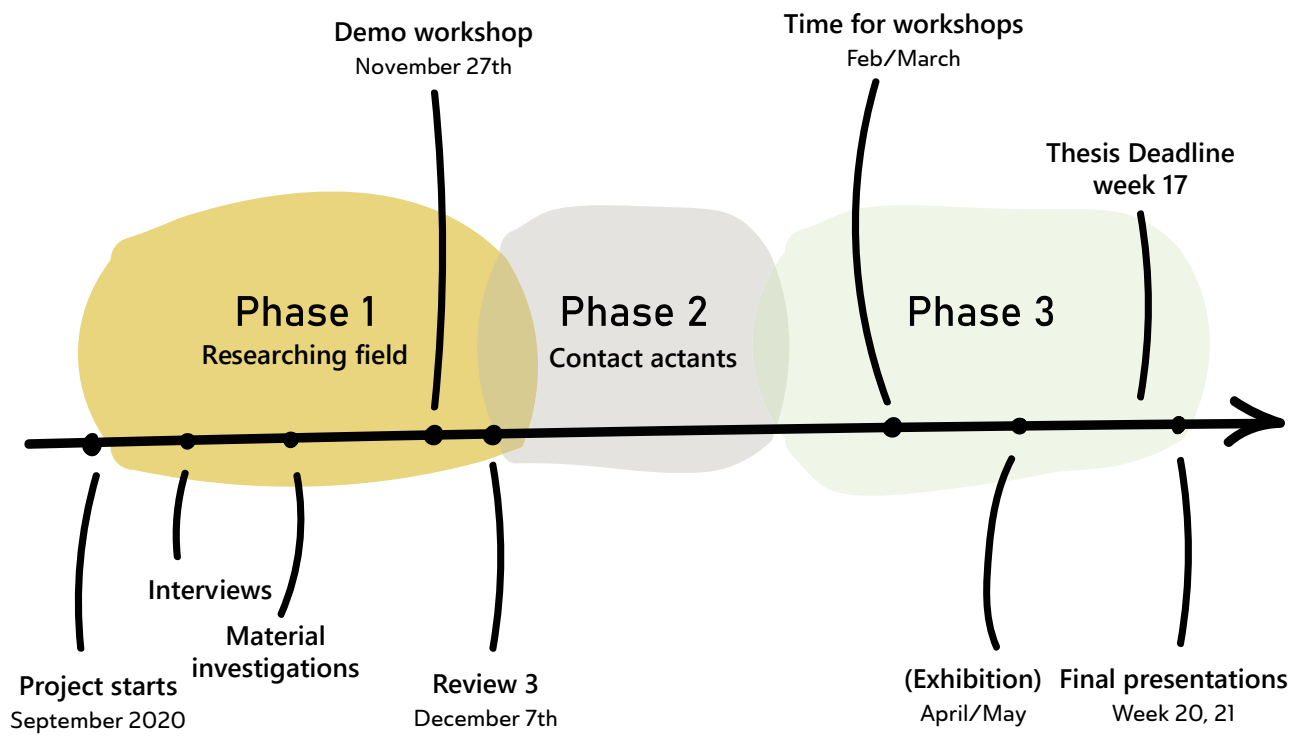 Demo workshop
November 27th
Time for workshops
Feb/March
Thesis Deadline
week 17
Phase 1
Researching field
Phase 2
Contact actants
Phase 3
Interviews
Material
investigations
Project starts
September 2020
Review 3
December 7th
(Exhibition)
April/May
Final presentations
Week 20, 21